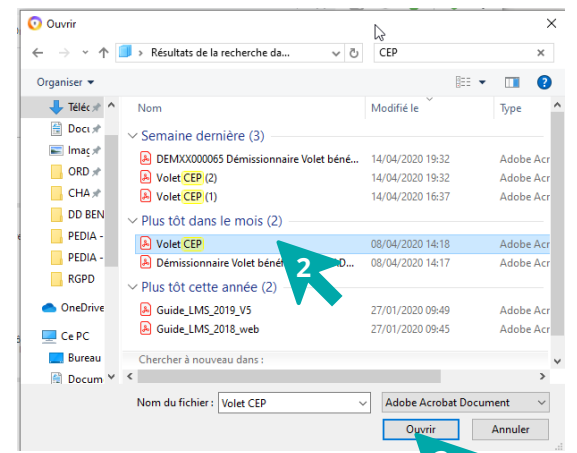 Ouvrir
Résultats de la recherche da...
CEP
Organiser
Téléc
Nom
Modifié le
Type
Docu
Semaine dernière (3)
Imag
DEMXX000065 Démissionnaire Volet béné...
14/04/2020 19:32
Adobe Acr
ORD
Volet CEP (2)
14/04/2020 19:32
Adobe Acr
CHA
Volet CEP (1)
14/04/2020 16:37
Adobe Acr
DD BEN
Plus tôt dans le mois (2)
PEDIA -
Volet CEP
08/04/2020 14:18
Adobe Acr
PEDIA -
Démissionnaire Volet bénéf D...
08/04/2020 14:17
Adobe Acr
2
RGPD
Plus tôt cette année (2)
OneDrive
Guide_LMS_2019_V5
27/01/2020 09:49
Adobe Acr
Ce PC
Guide_LMS_2018_web
27/01/2020 09:45
Adobe Acr
Bureau
Chercher à nouveau dans :
Docum
Nom du fichier :
Volet CEP
Adobe Acrobat Document
Ouvrir
Annuler